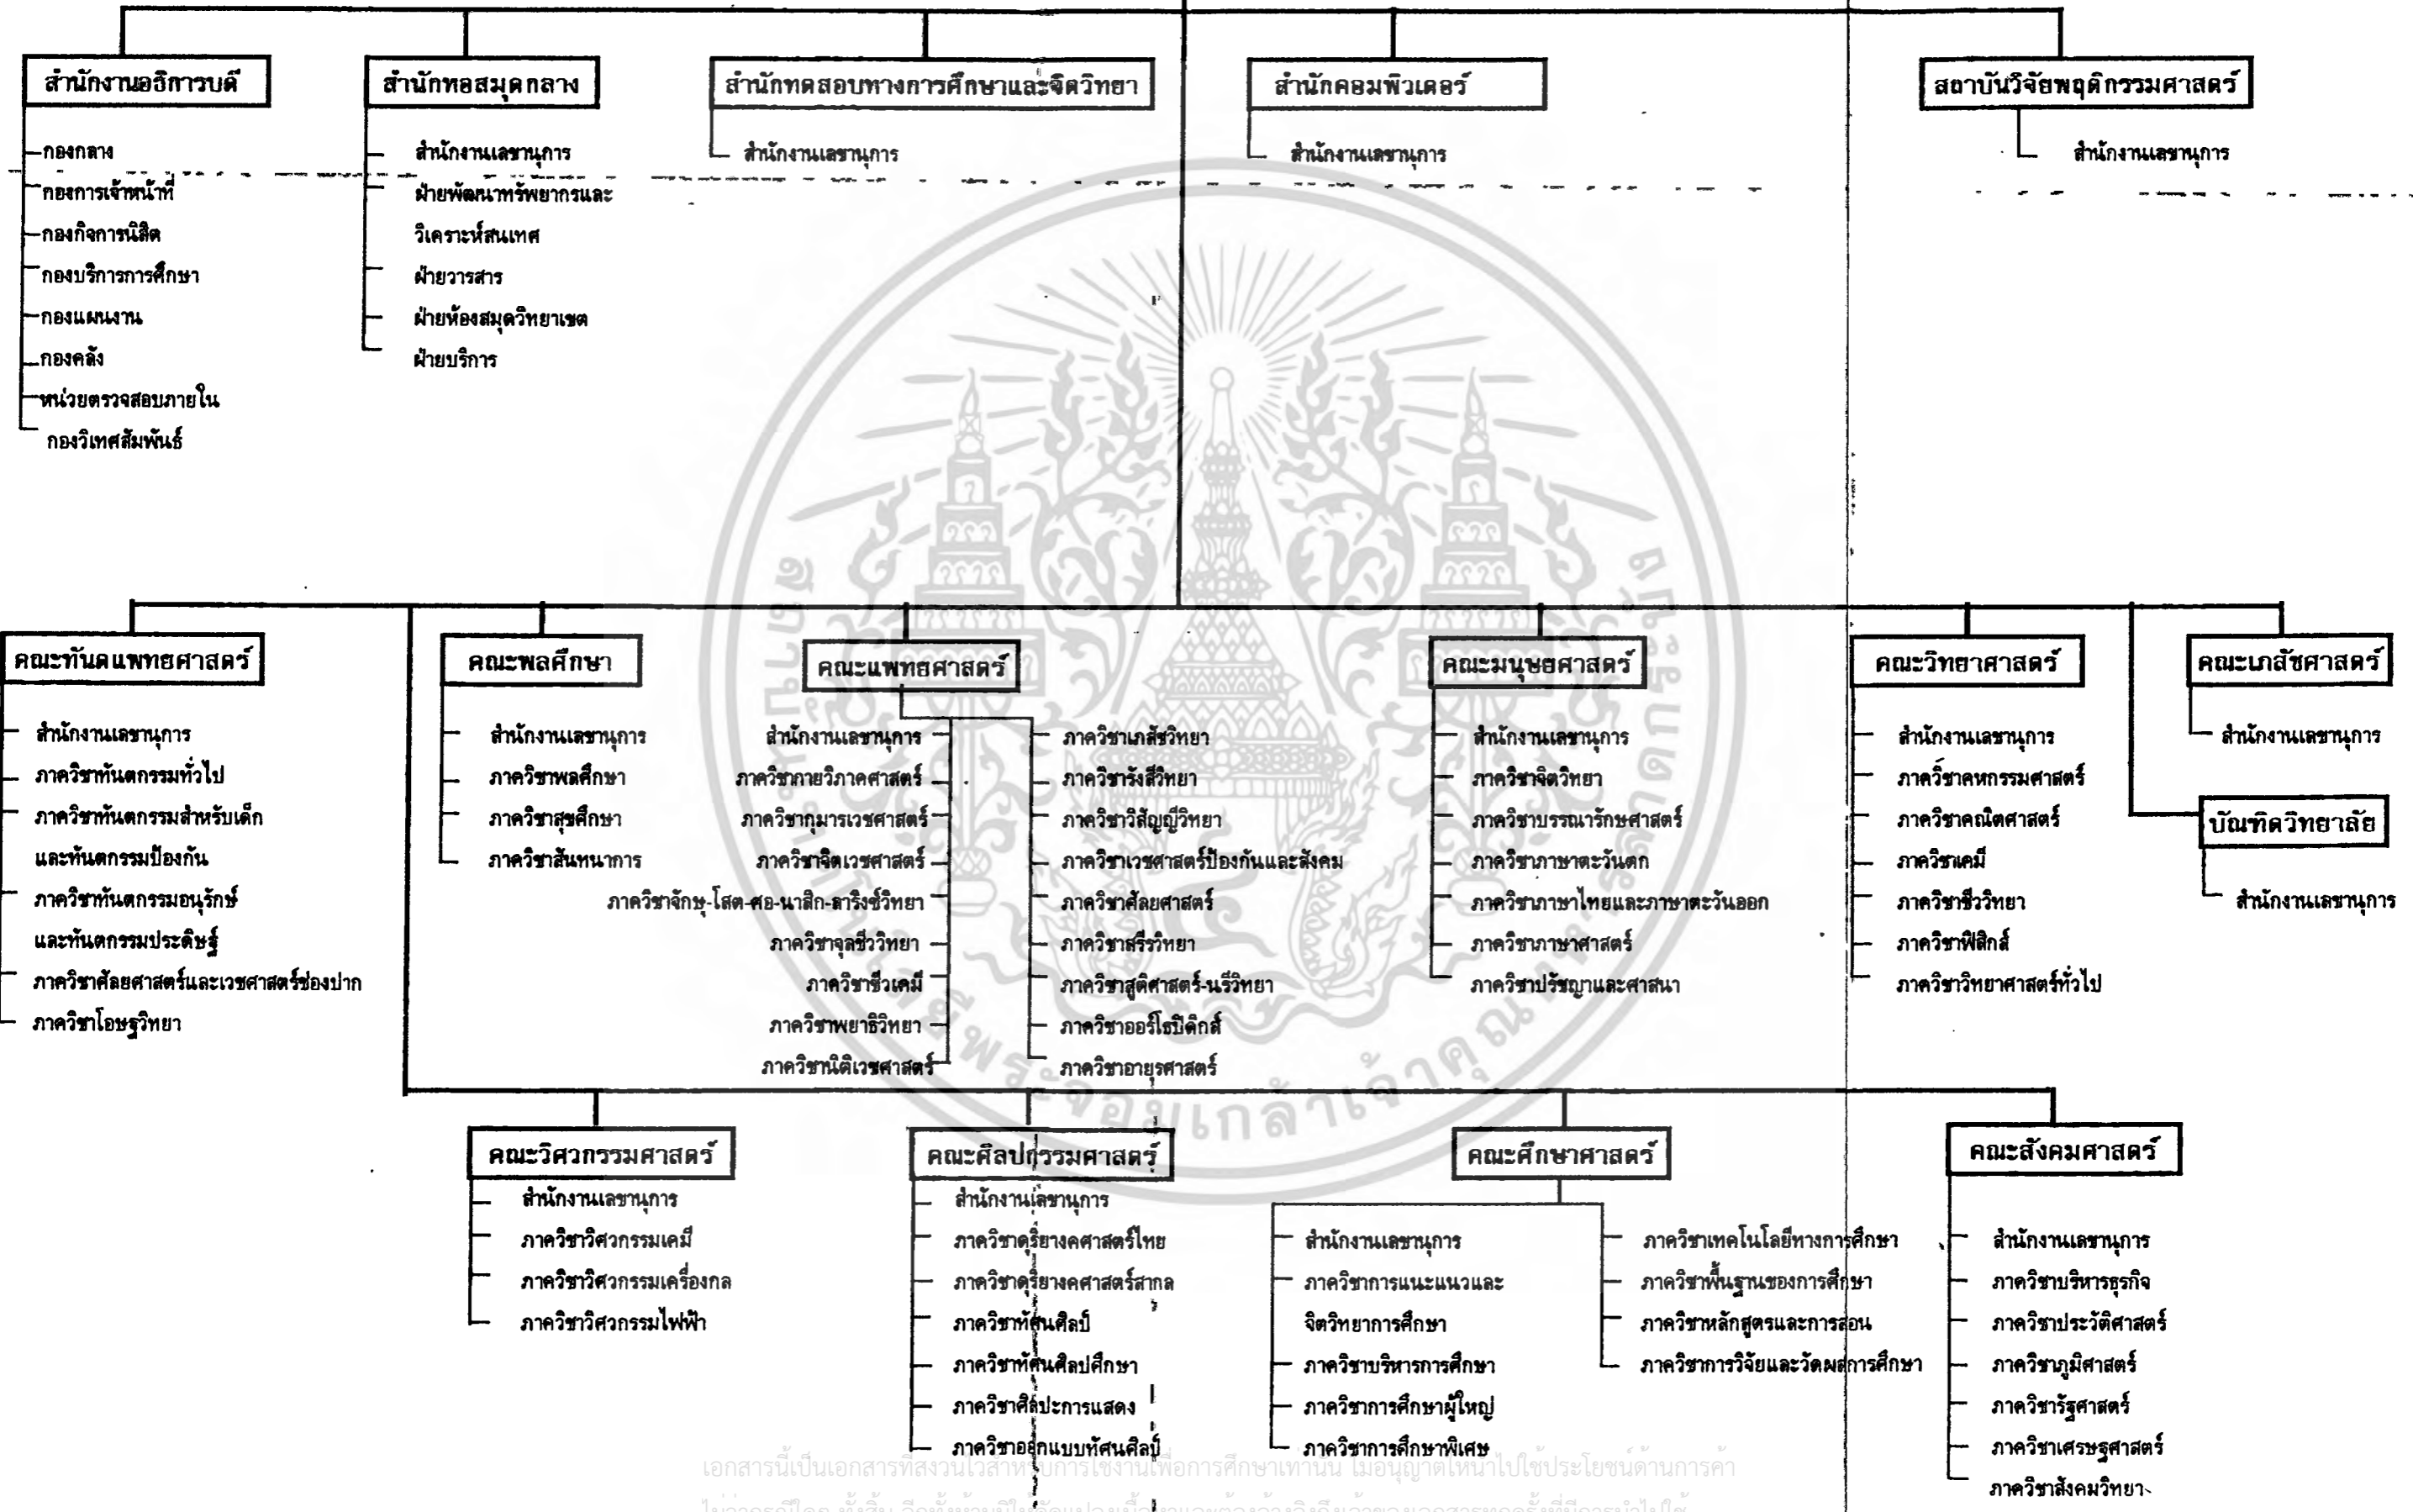 สำนักงานอธิการบดี
กองกลาง
กองการเจ้าหน้าที่
กองกิจการนิสิต
กองบริการการศึกษา
กองแผนงาน
กองคลัง
หน่วยตรวจสอบภายใน
กองวิเทศสัมพันธ์
สำนักหอสมุดกลาง
สำนักงานเลขานุการ
ฝ่ายพัฒนาทรัพยากรและ
วิเคราะห์สนเทศ
ฝ่ายวารสาร
ฝ่ายห้องสมุดวิทยาเขต
ฝ่ายบริการ
สำนักทดสอบทางการศึกษาและจิตวิทยา
สำนักงานเลขานุการ
สำนักคอมพิวเตอร์
สำนักงานเลขานุการ
สถาบันวิจัยพฤติกรรมศาสตร์
สำนักงานเลขานุการ
คณะทันตแพทยศาสตร์
สำนักงานเลขานุการ
ภาควิชาทันตกรรมทั่วไป
ภาควิชาทันตกรรมสำหรับเด็ก
และทันตกรรมป้องกัน
ภาควิชาทันตกรรมอนุรักษ์
และทันตกรรมประดิษฐ์
ภาควิชาศัลยศาสตร์และเวชศาสตร์ช่องปาก
ภาควิชาโอษฐวิทยา
คณะพลศึกษา
สำนักงานเลขานุการ
ภาควิชาพลศึกษา
ภาควิชาสุขศึกษา
ภาควิชาสันทนาการ
คณะแพทยศาสตร์
สำนักงานเลขานุการ
ภาควิชากายวิภาคศาสตร์
ภาควิชากุมารเวชศาสตร์
ภาควิชาจิตเวชศาสตร์
ภาควิชาจักษุ-โสต-ศอ-นาสิก-ลาริงซ์วิทยา
ภาควิชาจุลชีววิทยา
ภาควิชาชีวเคมี
ภาควิชาพยาธิวิทยา
ภาควิชานิติเวชศาสตร์
ภาควิชาเภสัชวิทยา
ภาควิชารังสีวิทยา
ภาควิชาวิสัญญีวิทยา
ภาควิชาเวชศาสตร์ป้องกันและสังคม
ภาควิชาศัลยศาสตร์
ภาควิชาสรีรวิทยา
ภาควิชาสูติศาสตร์-นรีวิทยา
ภาควิชาออร์โธปิดิกส์
ภาควิชาอายุรศาสตร์
คณะมนุษยศาสตร์
สำนักงานเลขานุการ
ภาควิชาจิตวิทยา
ภาควิชาบรรณารักษศาสตร์
ภาควิชาภาษาตะวันตก
ภาควิชาภาษาไทยและภาษาตะวันออก
ภาควิชาภาษาศาสตร์
ภาควิชาปรัชญาและศาสนา
คณะวิทยาศาสตร์
สำนักงานเลขานุการ
ภาควิชาคหกรรมศาสตร์
ภาควิชาคณิตศาสตร์
ภาควิชาเคมี
ภาควิชาชีววิทยา
ภาควิชาฟิสิกส์
ภาควิชาวิทยาศาสตร์ทั่วไป
คณะเภสัชศาสตร์
สำนักงานเลขานุการ
บัณฑิตวิทยาลัย
สำนักงานเลขานุการ
คณะวิศวกรรมศาสตร์
สำนักงานเลขานุการ
ภาควิชาวิศวกรรมเคมี
ภาควิชาวิศวกรรมเครื่องกล
ภาควิชาวิศวกรรมไฟฟ้า
คณะศิลปกรรมศาสตร์
สำนักงานเลขานุการ
ภาควิชาดุริยางคศาสตร์ไทย
ภาควิชาดุริยางคศาสตร์สากล
ภาควิชาทัศนศิลป์
ภาควิชาทัศนศิลปศึกษา
ภาควิชาศิลปะการแสดง
ภาควิชาออกแบบทัศนศิลป์
คณะศึกษาศาสตร์
สำนักงานเลขานุการ
ภาควิชาการแนะแนวและ
จิตวิทยาการศึกษา
ภาควิชาบริหารการศึกษา
ภาควิชาการศึกษาผู้ใหญ่
ภาควิชาการศึกษาพิเศษ
ภาควิชาเทคโนโลยีทางการศึกษา
ภาควิชาพื้นฐานของการศึกษา
ภาควิชาหลักสูตรและการสอน
ภาควิชาการวิจัยและวัดผลการศึกษา
คณะสังคมศาสตร์
สำนักงานเลขานุการ
ภาควิชาบริหารธุรกิจ
ภาควิชาประวัติศาสตร์
ภาควิชาภูมิศาสตร์
ภาควิชารัฐศาสตร์
ภาควิชาเศรษฐศาสตร์
ภาควิชาสังคมวิทยา
เอกสารนี้เป็นเอกสารที่สงวนไว้สำหรับการใช้งานเพื่อการศึกษาเท่านั้น ไม่อนุญาตให้นำไปใช้ประโยชน์ด้านการค้า